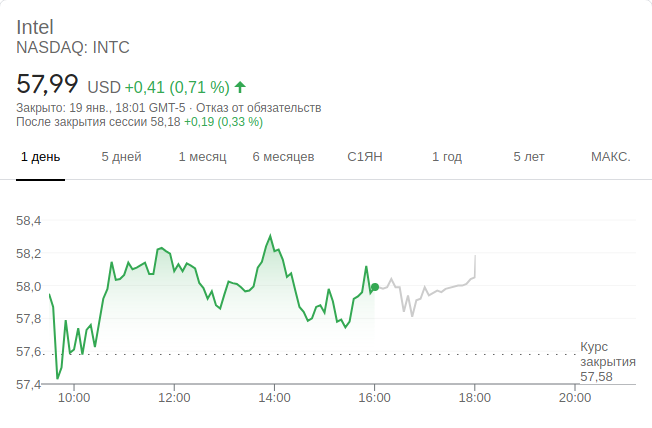 Intel
NASDAQ: INTC
57,99 USD +0,41 (0,71 %)
Закрыто: 19 янв., 18:01 GMT-5 · Отказ от обязательств
После закрытия сессии 58,18 +0,19 (0,33 %)
1 день 5 дней 1 месяц 6 месяцев С1ЯН 1 год 5 лет МАКС.
58,4
58,2
58,0
57,8
57,6
57,4
Курс
закрытия
57,58
10:00 12:00 14:00 16:00 18:00 20:00